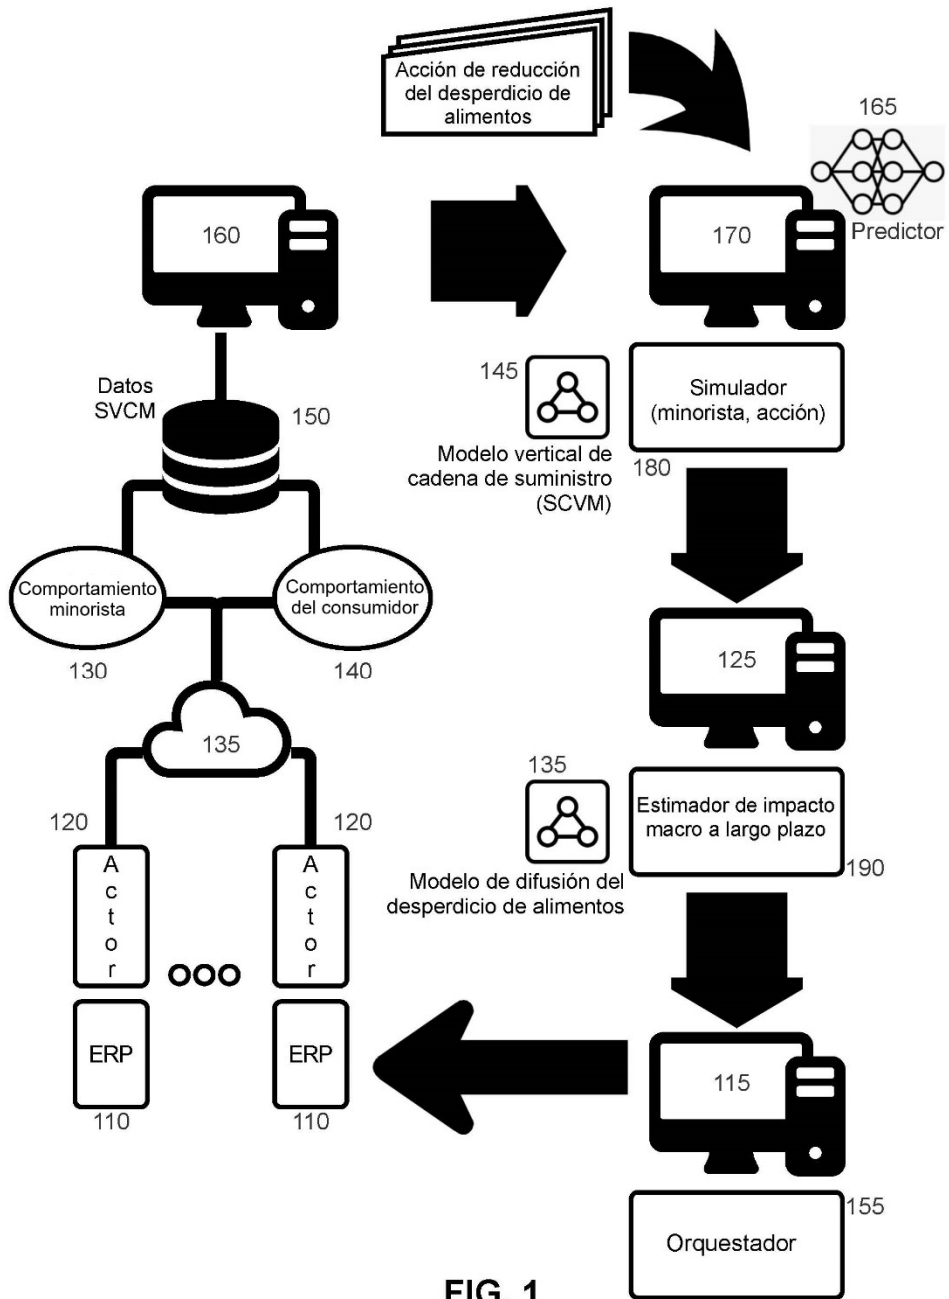 Acción de reducción
del desperdicio de
alimentos
165
Predictor
160
170
Datos
SVCM
150
145
Modelo vertical de
cadena de suministro
(SCVM)
Simulador
(minorista, acción)
180
Comportamiento
minorista
130
Comportamiento
del consumidor
140
125
135
135
Modelo de difusión del
desperdicio de alimentos
Estimador de impacto
macro a largo plazo
190
120
120
A
c
t
o
r
A
c
t
o
r
ERP
ERP
110
110
115
155
Orquestador
FIG. 1